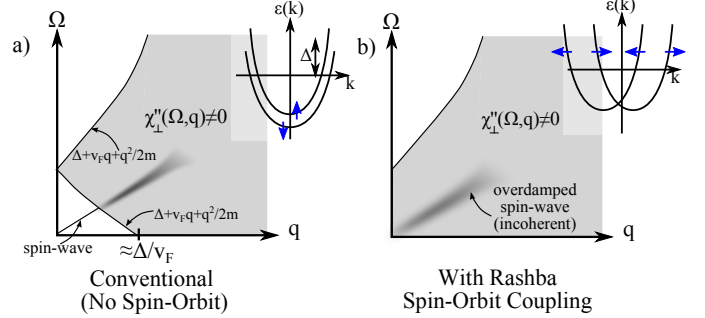 a)
Ω
ε(k)
Δ
k
χ''⊥(Ω,q)≠0
Δ+vFq+q²/2m
Δ+vFq+q²/2m
spin-wave
≈Δ/vF
q
Conventional
(No Spin-Orbit)
b)
Ω
ε(k)
k
χ''⊥(Ω,q)≠0
overdamped
spin-wave
(incoherent)
q
With Rashba
Spin-Orbit Coupling